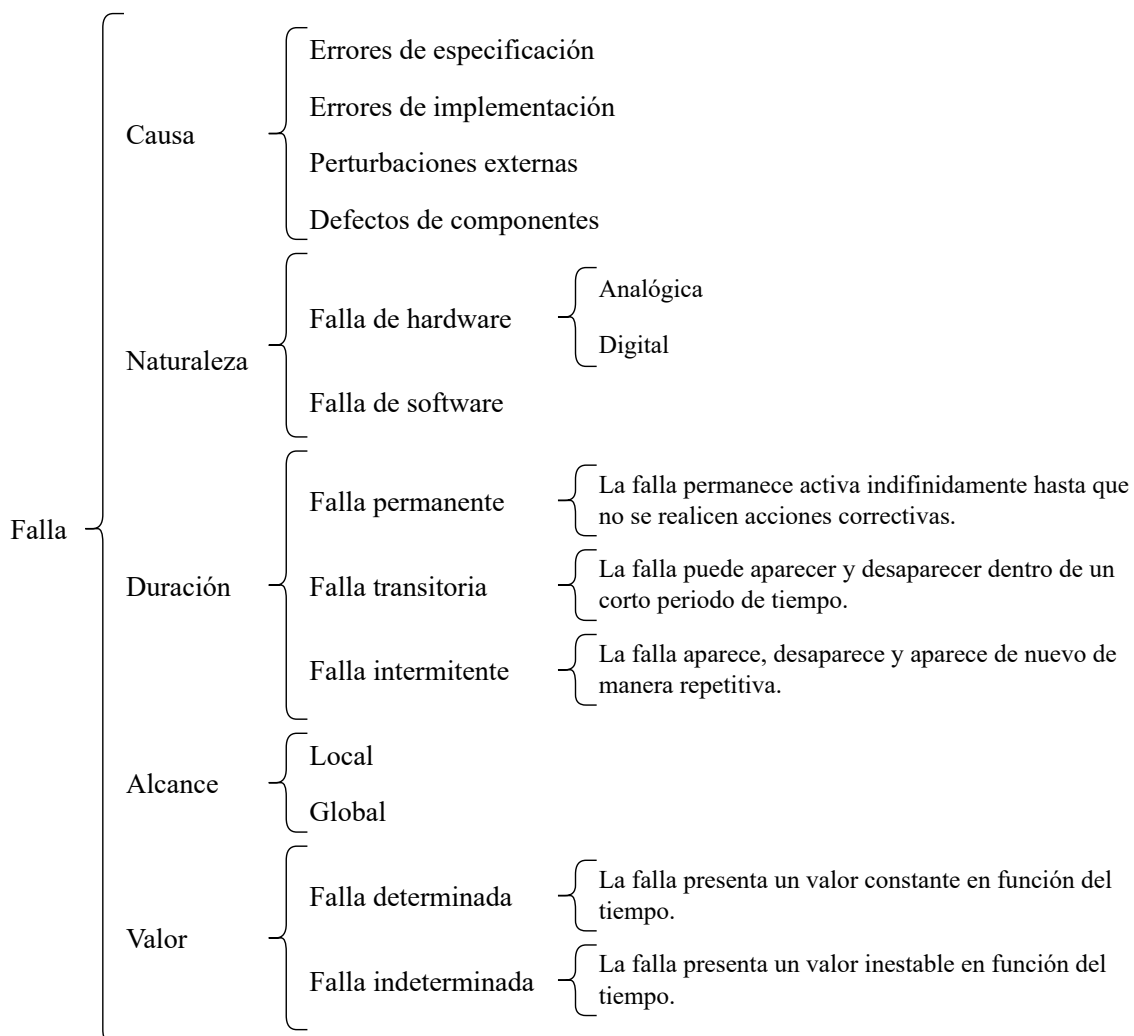 Falla
Causa
Errores de especificación
Errores de implementación
Perturbaciones externas
Defectos de componentes
Naturaleza
Falla de hardware
Analógica
Digital
Falla de software
Duración
Falla permanente
La falla permanece activa indifinidamente hasta que
no se realicen acciones correctivas.
Falla transitoria
La falla puede aparecer y desaparecer dentro de un
corto periodo de tiempo.
Falla intermitente
La falla aparece, desaparece y aparece de nuevo de
manera repetitiva.
Alcance
Local
Global
Valor
Falla determinada
La falla presenta un valor constante en función del
tiempo.
Falla indeterminada
La falla presenta un valor inestable en función del
tiempo.